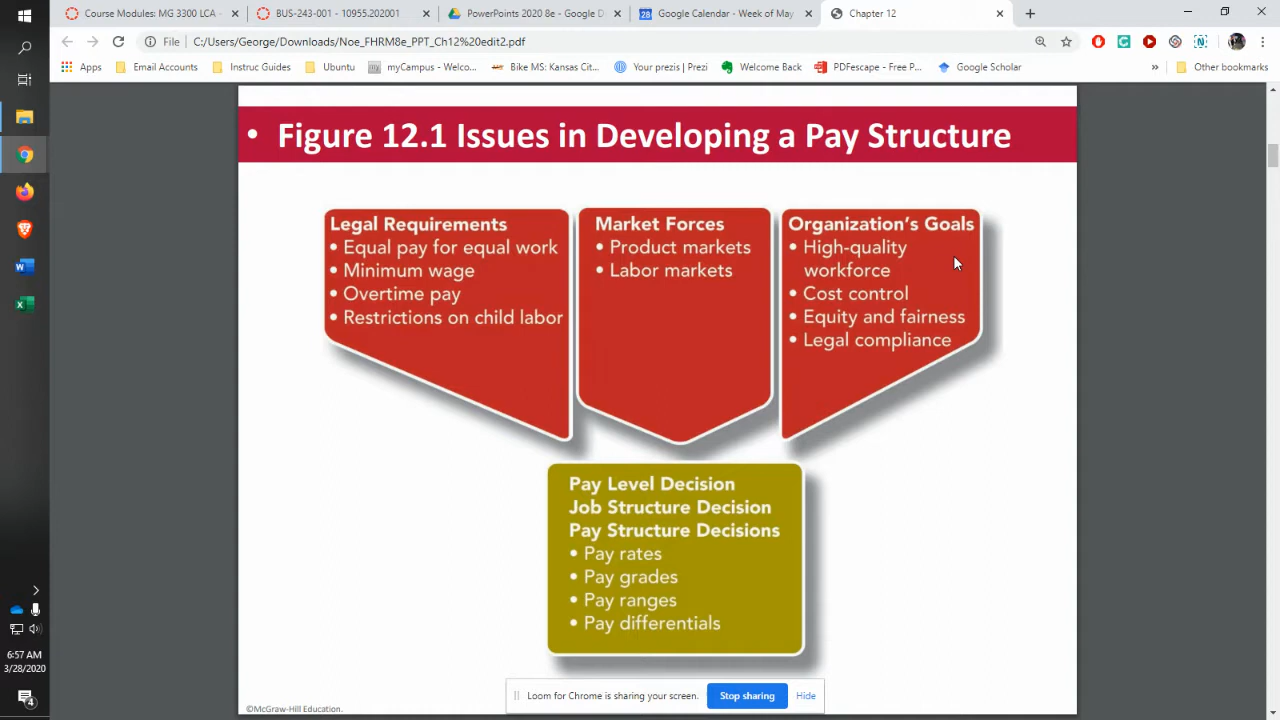 Course Modules: MG 3300 LCA -
BUS-243-001 - 10955.202001
PowerPoints 2020 8e - Google D
Google Calendar - Week of May
Chapter 12
File
C:/Users/George/Downloads/Noe_FHRM8e_PPT_Ch12%20edit2.pdf
Apps
Email Accounts
Instruc Guides
Ubuntu
myCampus - Welco...
Bike MS: Kansas Cit...
Your prezis | Prezi
Welcome Back
PDFescape - Free P...
Google Scholar
»
Other bookmarks
• Figure 12.1 Issues in Developing a Pay Structure
Legal Requirements
• Equal pay for equal work
• Minimum wage
• Overtime pay
• Restrictions on child labor
Market Forces
• Product markets
• Labor markets
Organization's Goals
• High-quality
workforce
• Cost control
• Equity and fairness
• Legal compliance
Pay Level Decision
Job Structure Decision
Pay Structure Decisions
• Pay rates
• Pay grades
• Pay ranges
• Pay differentials
©McGraw-Hill Education.
Loom for Chrome is sharing your screen.
Stop sharing
Hide
6:57 AM
3/28/2020
4